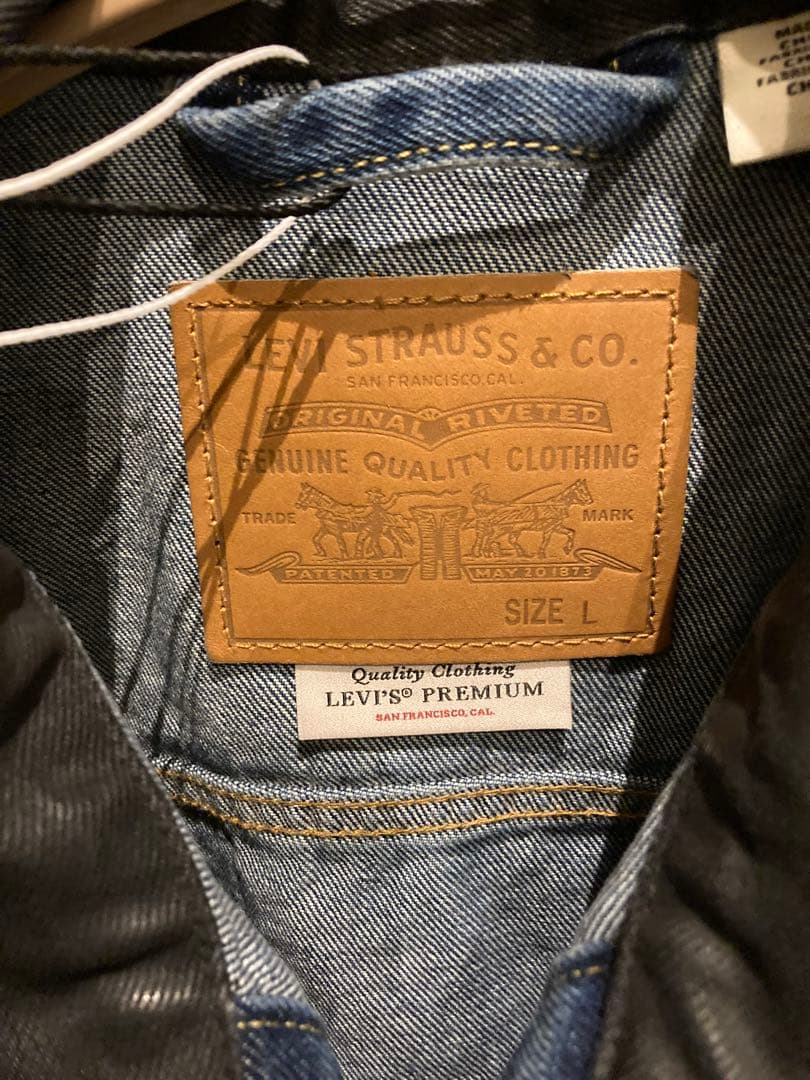 LEVI STRAUSS & CO.
SAN FRANCISCO. CAL.
ORIGINAL RIVETED
GENUINE QUALITY CLOTHING
TRADE MARK
PATENTED MAY 20 1873
SIZE L
Quality Clothing
LEVI'S® PREMIUM
SAN FRANCISCO, CAL.